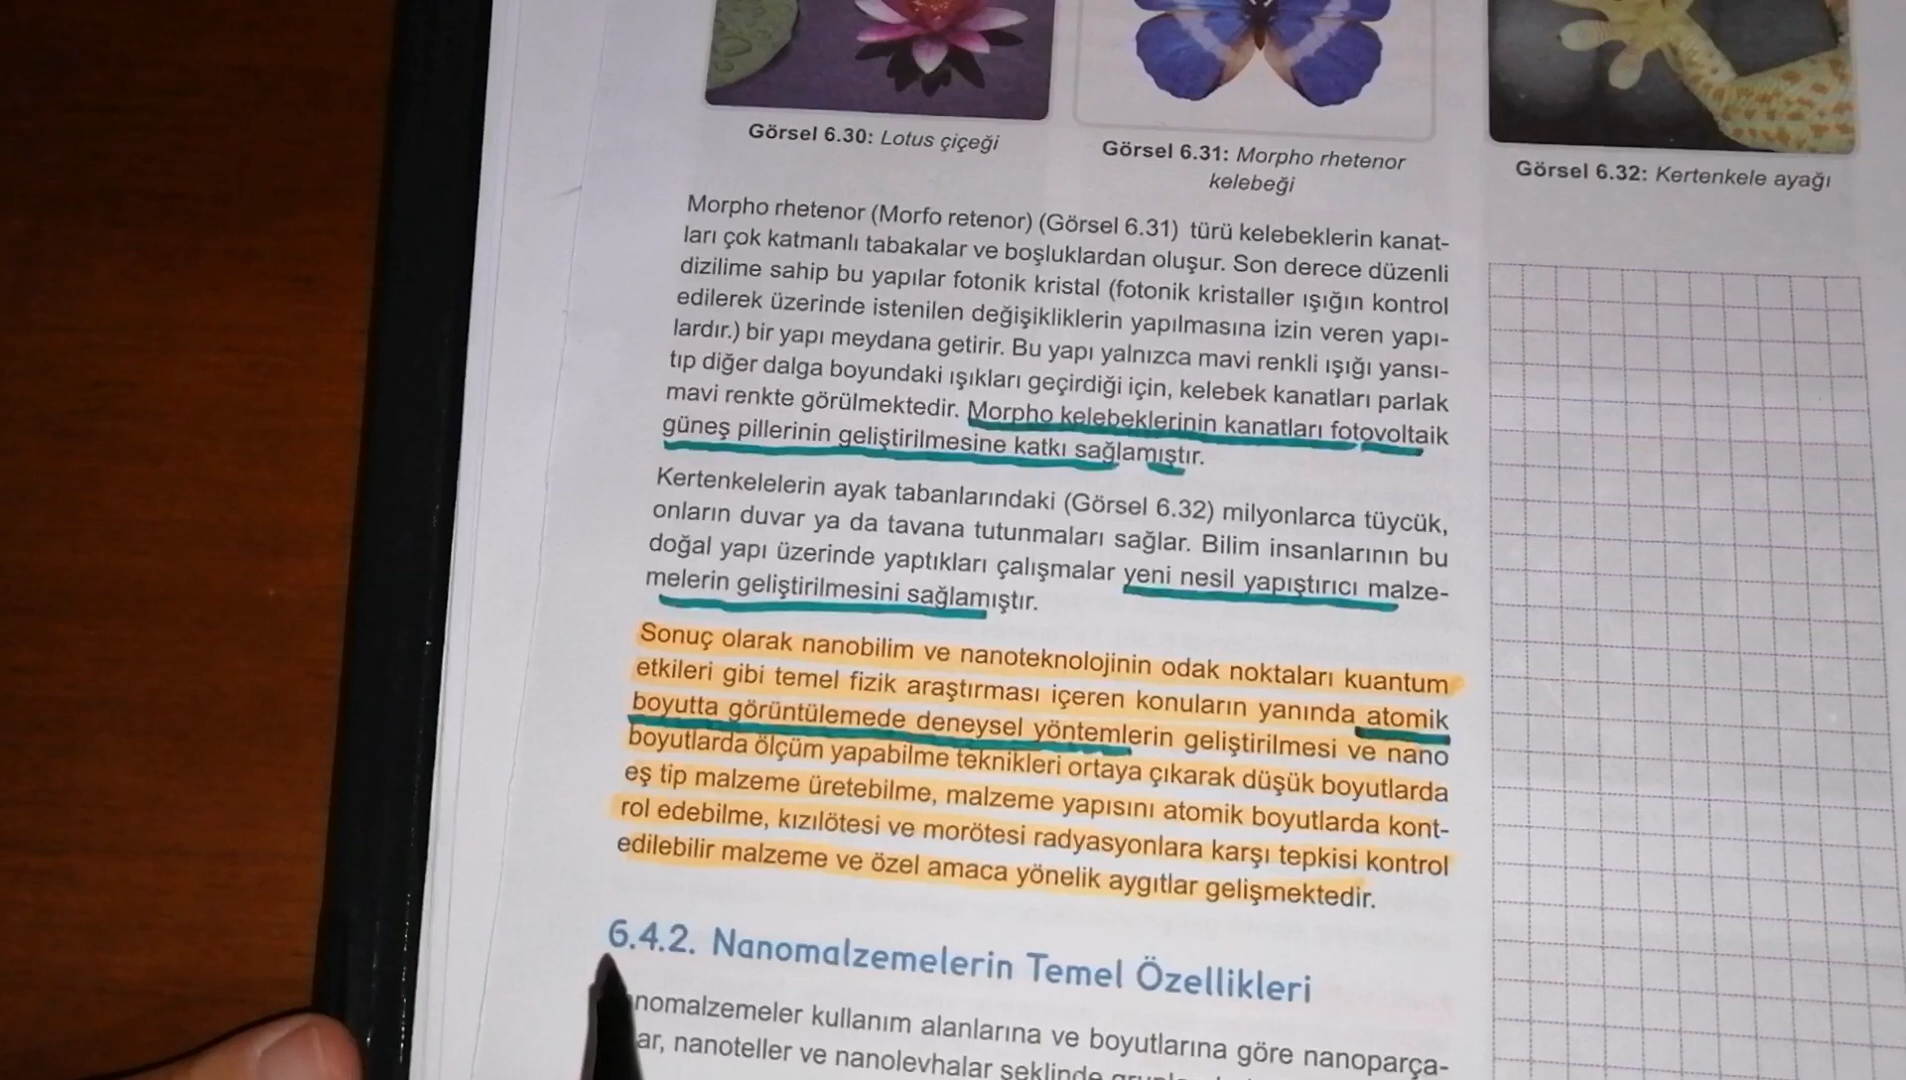 Görsel 6.30: Lotus çiçeği
Görsel 6.31: Morpho rhetenor
kelebeği
Görsel 6.32: Kertenkele ayağı
Morpho rhetenor (Morfo retenor) (Görsel 6.31) türü kelebeklerin kanat-
ları çok katmanlı tabakalar ve boşluklardan oluşur. Son derece düzenli
dizilime sahip bu yapılar fotonik kristal (fotonik kristaller ışığın kontrol
edilerek üzerinde istenilen değişikliklerin yapılmasına izin veren yapı-
lardır.) bir yapı meydana getirir. Bu yapı yalnızca mavi renkli ışığı yansı-
tıp diğer dalga boyundaki ışıkları geçirdiği için, kelebek kanatları parlak
mavi renkte görülmektedir. Morpho kelebeklerinin kanatları fotovoltaik
güneş pillerinin geliştirilmesine katkı sağlamıştır.
Kertenkelelerin ayak tabanlarındaki (Görsel 6.32) milyonlarca tüycük,
onların duvar ya da tavana tutunmaları sağlar. Bilim insanlarının bu
doğal yapı üzerinde yaptıkları çalışmalar yeni nesil yapıştırıcı malze-
melerin geliştirilmesini sağlamıştır.
Sonuç olarak nanobilim ve nanoteknolojinin odak noktaları kuantum
etkileri gibi temel fizik araştırması içeren konuların yanında atomik
boyutta görüntülemede deneysel yöntemlerin geliştirilmesi ve nano
boyutlarda ölçüm yapabilme teknikleri ortaya çıkarak düşük boyutlarda
eş tip malzeme üretebilme, malzeme yapısını atomik boyutlarda kont-
rol edebilme, kızılötesi ve morötesi radyasyonlara karşı tepkisi kontrol
edilebilir malzeme ve özel amaca yönelik aygıtlar gelişmektedir.
6.4.2. Nanomalzemelerin Temel Özellikleri
nomalzemeler kullanım alanlarına ve boyutlarına göre nanoparça-
ar, nanoteller ve nanolevhalar şeklinde